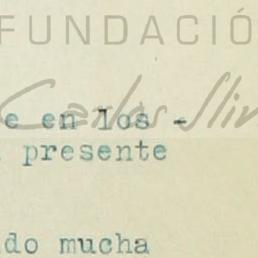 FUNDACIÓ
Carlos Slim
e en los -
presente
do mucha